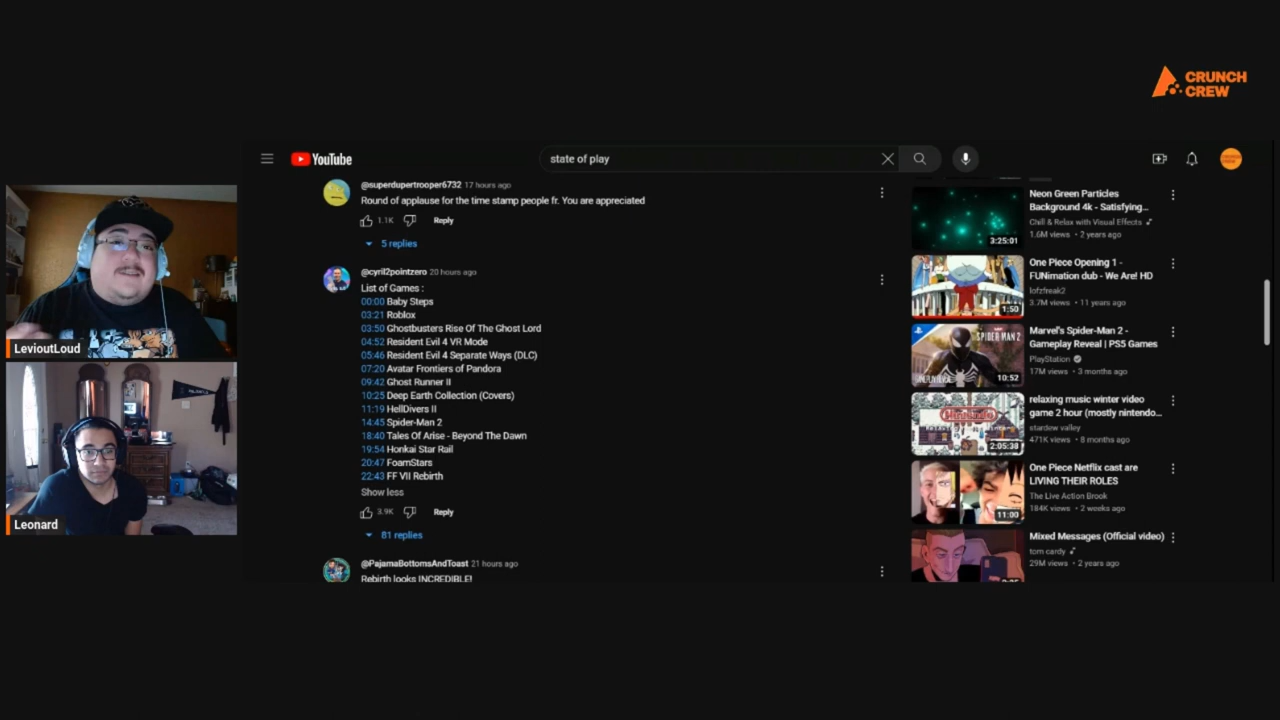 CRUNCH
CREW
YouTube
state of play
@superdupertrooper6732 17 hours ago
Round of applause for the time stamp people fr. You are appreciated
1.1K Reply
5 replies
@cyril2pointzero 20 hours ago
List of Games :
00:00 Baby Steps
03:21 Roblox
03:50 Ghostbusters Rise Of The Ghost Lord
04:52 Resident Evil 4 VR Mode
05:46 Resident Evil 4 Separate Ways (DLC)
07:20 Avatar Frontiers of Pandora
09:42 Ghost Runner II
10:25 Deep Earth Collection (Covers)
11:19 HellDivers II
14:45 Spider-Man 2
18:40 Tales Of Arise - Beyond The Dawn
19:54 Honkai Star Rail
20:47 FoamStars
22:43 FF VII Rebirth
Show less
3.9K Reply
81 replies
@PajamaBottomsAndToast 21 hours ago
Rebirth looks INCREDIBLE!
LevioutLoud
Leonard
Neon Green Particles
Background 4k - Satisfying...
Chill & Relax with Visual Effects
1.6M views • 2 years ago
3:25:01
One Piece Opening 1 -
FUNimation dub - We Are! HD
lofzfreak2
3.7M views • 11 years ago
1:50
Marvel's Spider-Man 2 -
Gameplay Reveal | PS5 Games
PlayStation
17M views • 3 months ago
SPIDER-MAN 2
10:52
relaxing music winter video
game 2 hour (mostly nintendo...
stardew valley
471K views • 8 months ago
Nintendo
2:05:38
One Piece Netflix cast are
LIVING THEIR ROLES
The Live Action Brook
184K views • 2 weeks ago
11:00
Mixed Messages (Official video)
tom cardy
29M views • 2 years ago